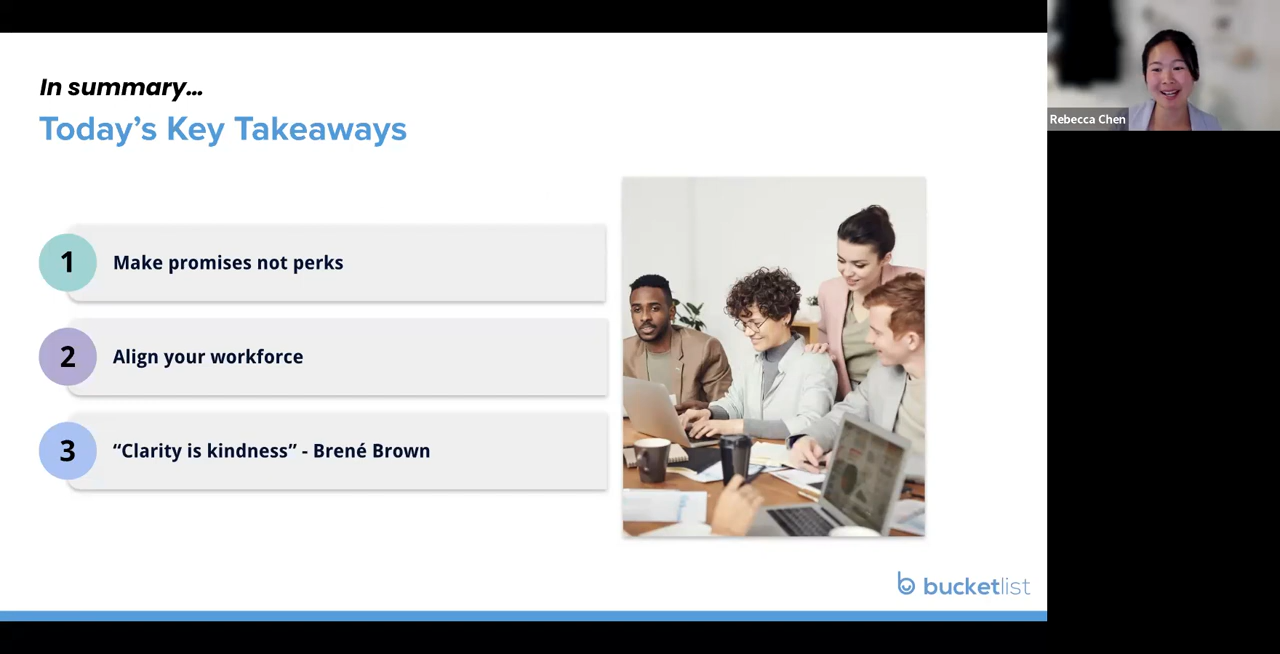 In summary...
Today's Key Takeaways
1 Make promises not perks
2 Align your workforce
3 “Clarity is kindness” - Brené Brown
bucketlist
Rebecca Chen